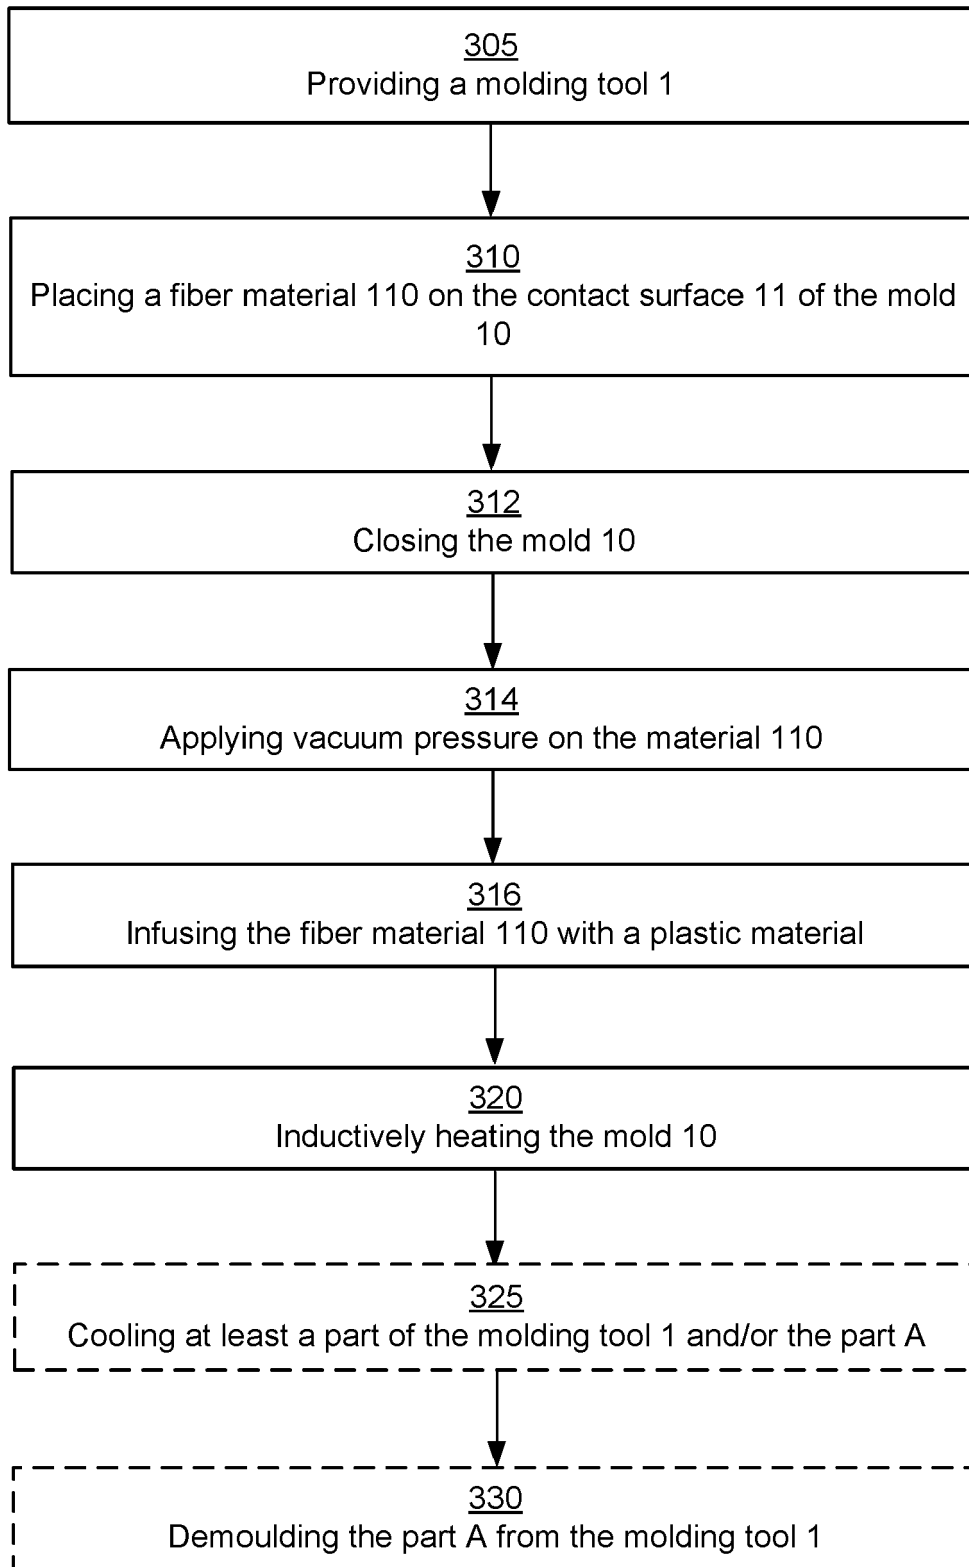 305
Providing a molding tool 1
310
Placing a fiber material 110 on the contact surface 11 of the mold
10
312
Closing the mold 10
314
Applying vacuum pressure on the material 110
316
Infusing the fiber material 110 with a plastic material
320
Inductively heating the mold 10
325
Cooling at least a part of the molding tool 1 and/or the part A
330
Demoulding the part A from the molding tool 1